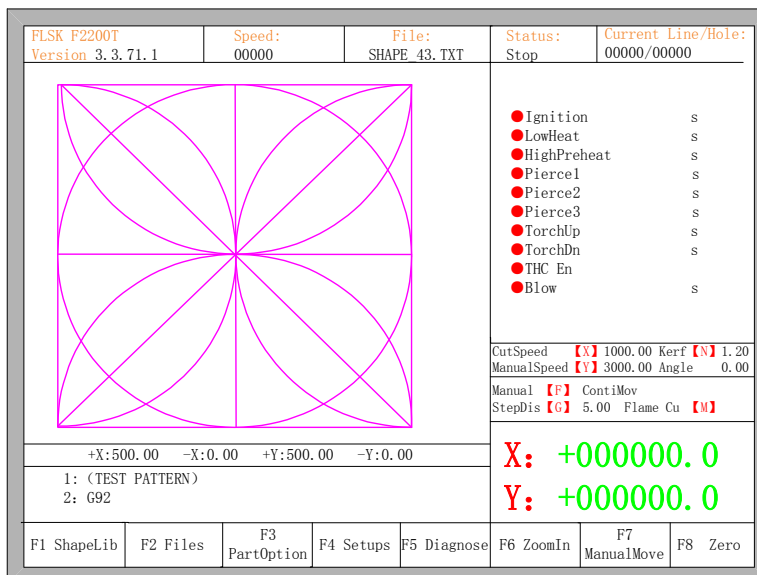 FLSK F2200T
Version 3.3.71.1
Speed:
00000
File:
SHAPE_43.TXT
Status:
Stop
Current Line/Hole:
00000/00000
Ignition s
LowHeat s
HighPreheat s
Pierce1 s
Pierce2 s
Pierce3 s
TorchUp s
TorchDn s
THC En
Blow s
CutSpeed 【X】 1000.00 Kerf【N】1.20
ManualSpeed【Y】3000.00 Angle 0.00
Manual 【F】 ContiMov
StepDis【G】 5.00 Flame Cu 【M】
+X:500.00 -X:0.00 +Y:500.00 -Y:0.00
1: (TEST PATTERN)
2: G92
X: +000000.0
Y: +000000.0
F1 ShapeLib
F2 Files
F3
PartOption
F4 Setups
F5 Diagnose
F6 ZoomIn
F7
ManualMove
F8 Zero